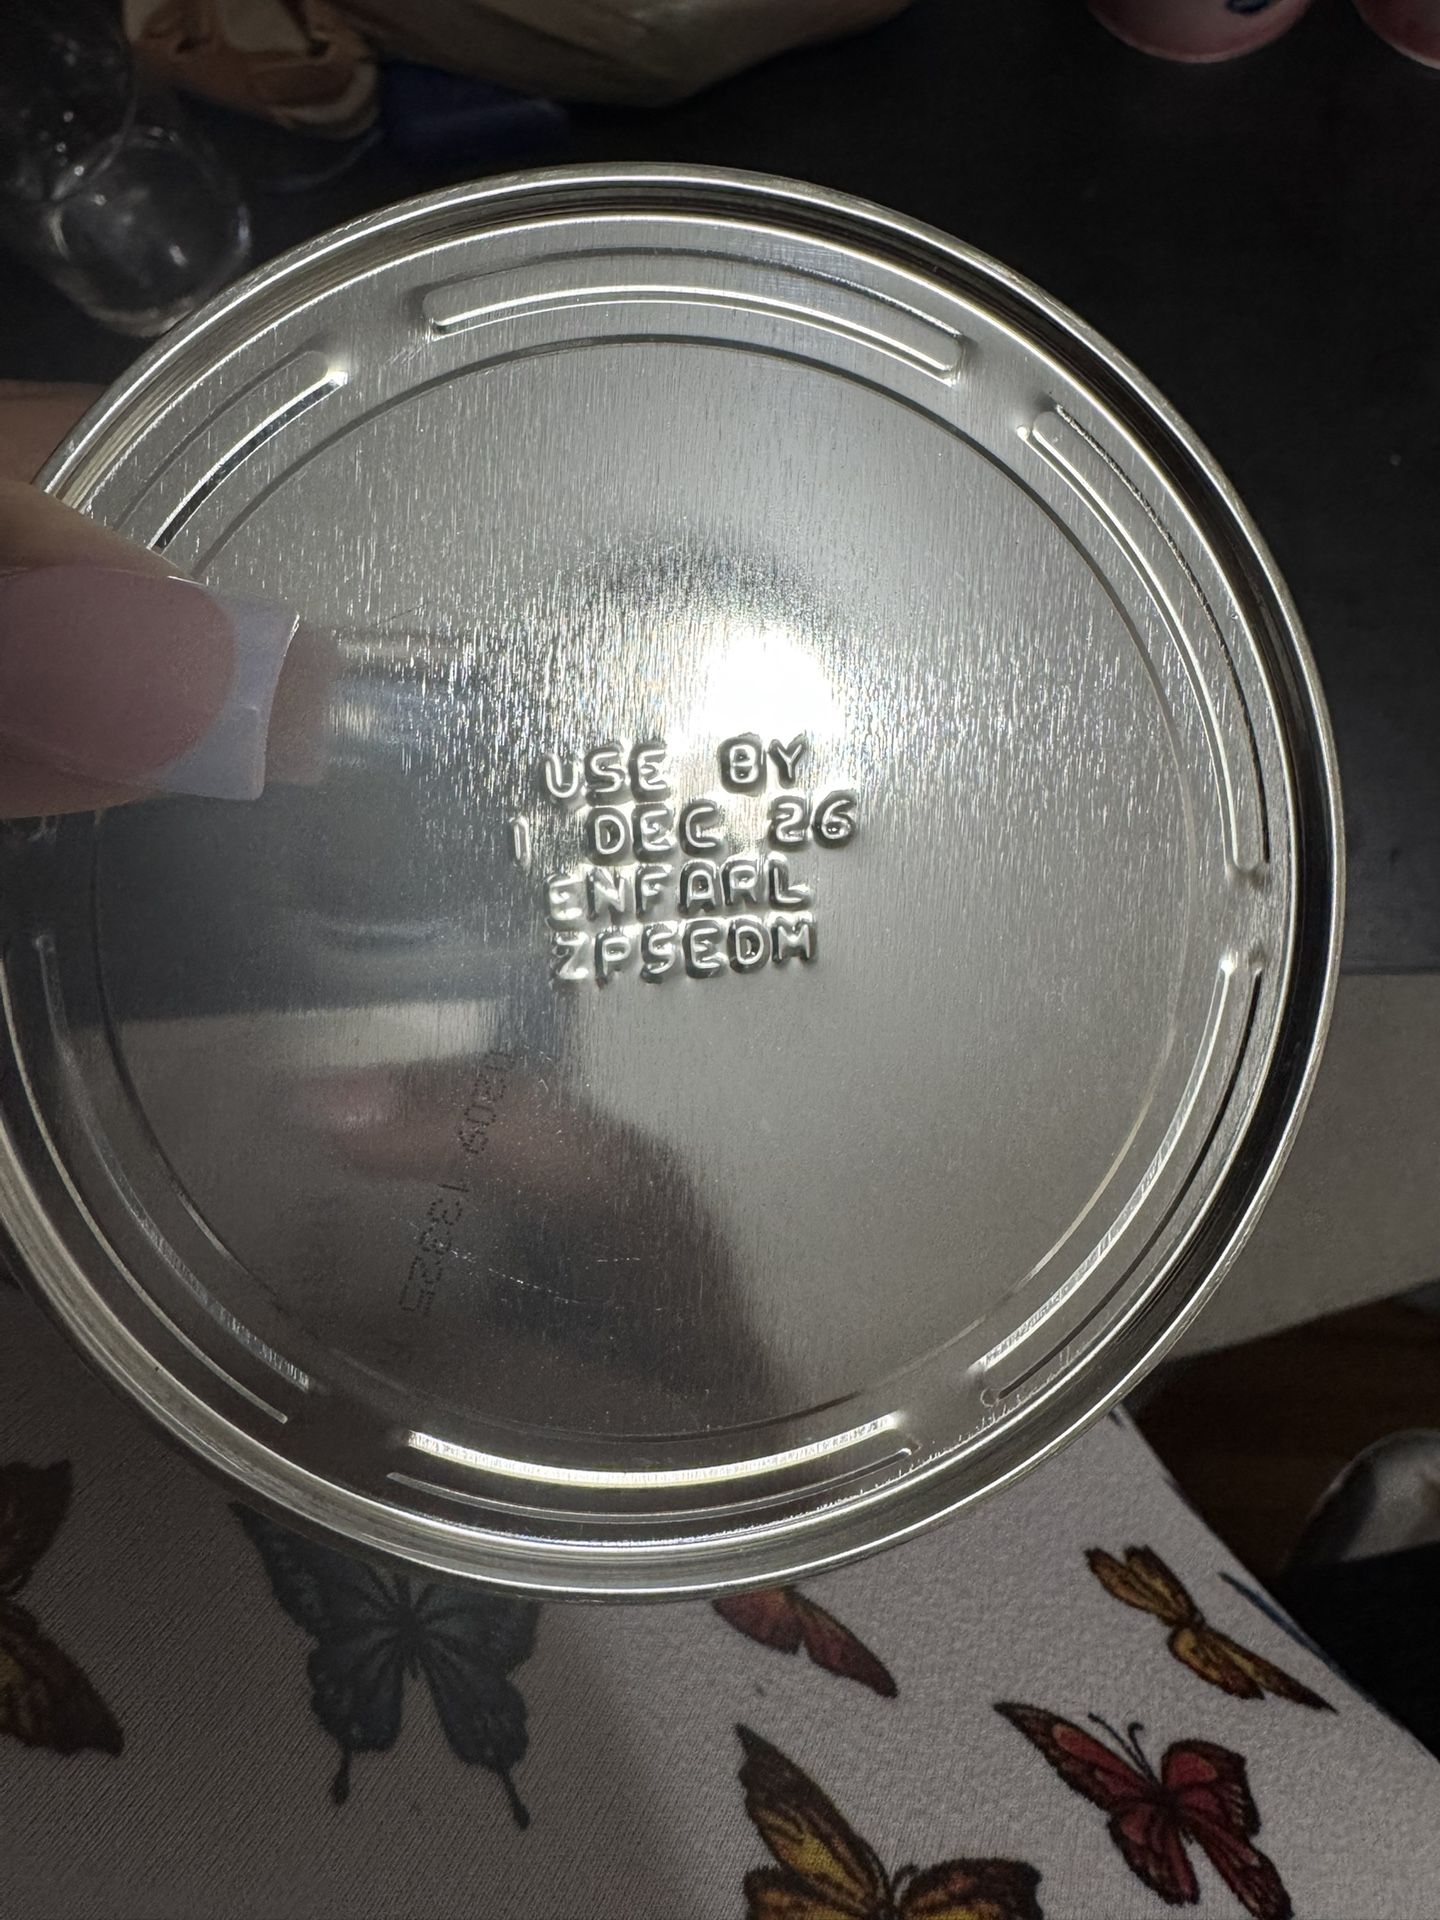 USE BY
1 DEC 26
ENFARL
ZPSEDM